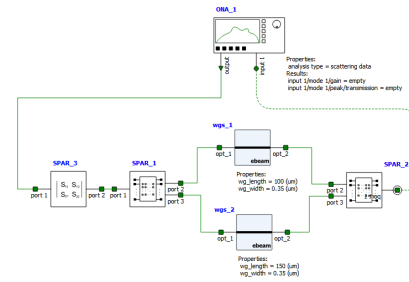 ONA_1
output
input 1
Properties:
analysis type = scattering data
Results:
input 1/mode 1/gain = empty
input 1/mode 1/peak/transmission = empty
wgs_1
opt_1
opt_2
ebeam
Properties:
wg_length = 100 (um)
wg_width = 0.35 (um)
SPAR_3
port 1
port 2
SPAR_1
port 1
port 2
port 3
SPAR_2
port 2
port 3
wgs_2
opt_1
opt_2
ebeam
Properties:
wg_length = 150 (um)
wg_width = 0.35 (um)